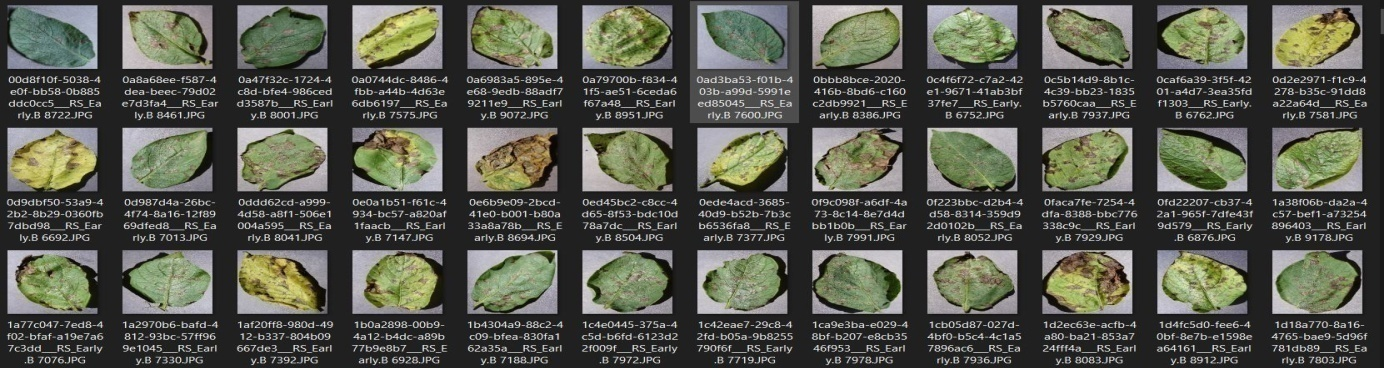 00d8f10f-5038-4
e0f-bb58-0b885
ddc0cc5___RS_Ea
rly.B 8722.JPG
0a8a68ee-f587-4
dea-beec-79d02
e7d3fa4___RS_Earl
y.B 8461.JPG
0a47f32c-1724-4
c8d-bfe4-986ced
d3587b___RS_Earl
y.B 8001.JPG
0a0744dc-8486-4
fbb-a44b-4d63e
6db6197___RS_Ea
rly.B 7575.JPG
0a6983a5-895e-4
e68-9edb-88adf7
9211e9___RS_Earl
y.B 9072.JPG
0a79700b-f834-4
1f5-ae51-6ceda6
f67a48___RS_Earl
y.B 8951.JPG
0ad3ba53-f01b-4
03b-a99d-5991e
ed85045___RS_Ea
rly.B 7600.JPG
0bbb8bce-2020-
416b-8bd6-c160
c2db9921___RS_E
arly.B 8386.JPG
0c4f6f72-c7a2-42
e1-9671-41ab3bf
37fe7___RS_Early.
B 6752.JPG
0c5b14d9-8b1c-
4c39-bb23-1835
b5760caa___RS_E
arly.B 7937.JPG
0caf6a39-3f5f-42
01-a4d7-3ea35fd
f1303___RS_Early.
B 6762.JPG
0d2e2971-f1c9-4
278-b35c-91dd8
a22a64d___RS_Ea
rly.B 7581.JPG
0d9dbf50-53a9-4
2b2-8b29-0360fb
7dbd98___RS_Earl
y.B 6692.JPG
0d987d4a-26bc-
4f74-8a16-12f89
69dfed8___RS_Ea
rly.B 7013.JPG
0ddd62cd-a999-
4d58-a8f1-506e1
004a595___RS_Ea
rly.B 8041.JPG
0e0a1b51-f61c-4
934-bc57-a820af
1faacb___RS_Earl
y.B 7147.JPG
0e6b9e09-2bcd-
41e0-b001-b80a
33a8a78b___RS_E
arly.B 8694.JPG
0ed45bc2-c8cc-4
d65-8f53-bdc10d
78a7dc___RS_Earl
y.B 8504.JPG
0ede4acd-3685-
40d9-b52b-7b3c
b6536fa8___RS_E
arly.B 7377.JPG
0f9c098f-a6df-4a
73-8c14-8e7d4d
bb1b0b___RS_Ear
ly.B 7991.JPG
0f223bbc-d2b4-4
d58-8314-359d9
2d0102b___RS_Ea
rly.B 8052.JPG
0faca7fe-7254-4
dfa-8388-bbc776
338c9c___RS_Earl
y.B 7929.JPG
0fd22207-cb37-4
2a1-965f-7dfe43f
9d579___RS_Early
.B 6876.JPG
1a38f06b-da2a-4
c57-bef1-a73254
896403___RS_Earl
y.B 9178.JPG
1a77c047-7ed8-4
f02-bfaf-a19e7a6
7c3dd___RS_Early
.B 7076.JPG
1a2970b6-bafd-4
812-93bc-57ff96
9e1045___RS_Ear
ly.B 7330.JPG
1af20ff8-980d-49
12-b337-804b09
667de3___RS_Earl
y.B 7392.JPG
1b0a2898-00b9-
4a12-b4dc-a89b
77b9e8b7___RS_E
arly.B 6928.JPG
1b4304a9-88c2-4
c09-bfea-830fa1
62a35a___RS_Earl
y.B 7188.JPG
1c4e0445-375a-4
c5d-b6fd-6123d2
2f009f___RS_Early
.B 7972.JPG
1c42eae7-29c8-4
2fd-b05a-9b8255
790f6f___RS_Earl
y.B 7719.JPG
1ca9e3ba-e029-4
8bf-b207-e8cb35
46f953___RS_Earl
y.B 7978.JPG
1cb05d87-027d-
4bf0-b5c4-4c1a5
7896ac6___RS_Ea
rly.B 7936.JPG
1d2ec63e-acfb-4
a80-ba21-853a7
24fff4a___RS_Earl
y.B 8083.JPG
1d4fc5d0-fee6-4
0bf-8e7b-e1598e
a64161___RS_Earl
y.B 8912.JPG
1d18a770-8a16-
4765-bae9-5d96f
781db89___RS_Ea
rly.B 7803.JPG